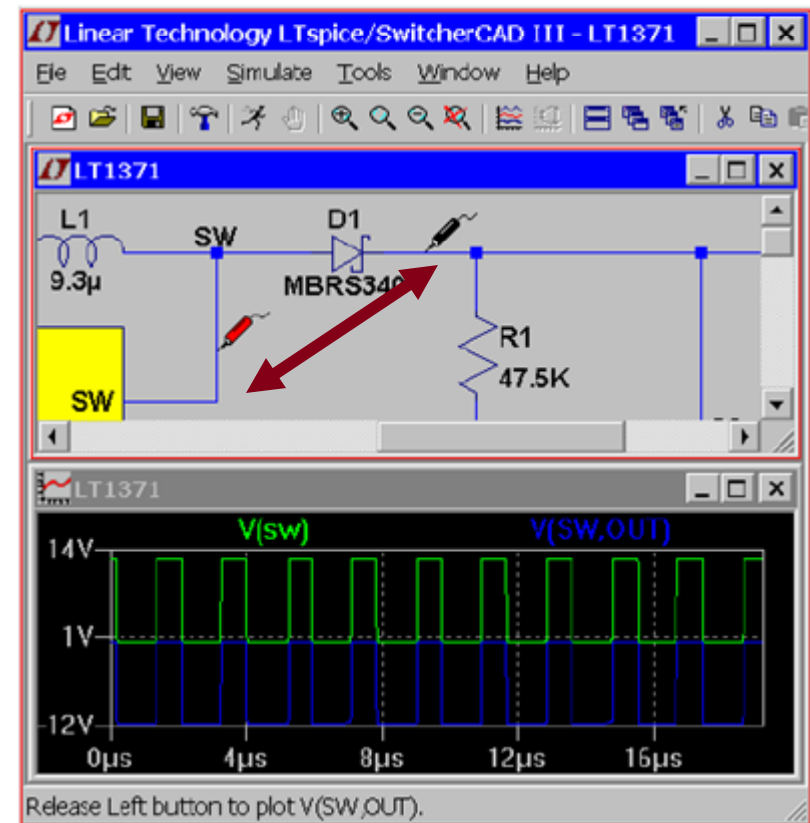 Linear Technology LTspice/SwitcherCAD III - LT1371
File Edit View Simulate Tools Window Help
LT1371
L1
SW
D1
9.3µ
MBRS340
R1
47.5K
SW
LT1371
V(sw) V(SW,OUT)
14V
1V
-12V
0µs 4µs 8µs 12µs 16µs
Release Left button to plot V(SW,OUT).